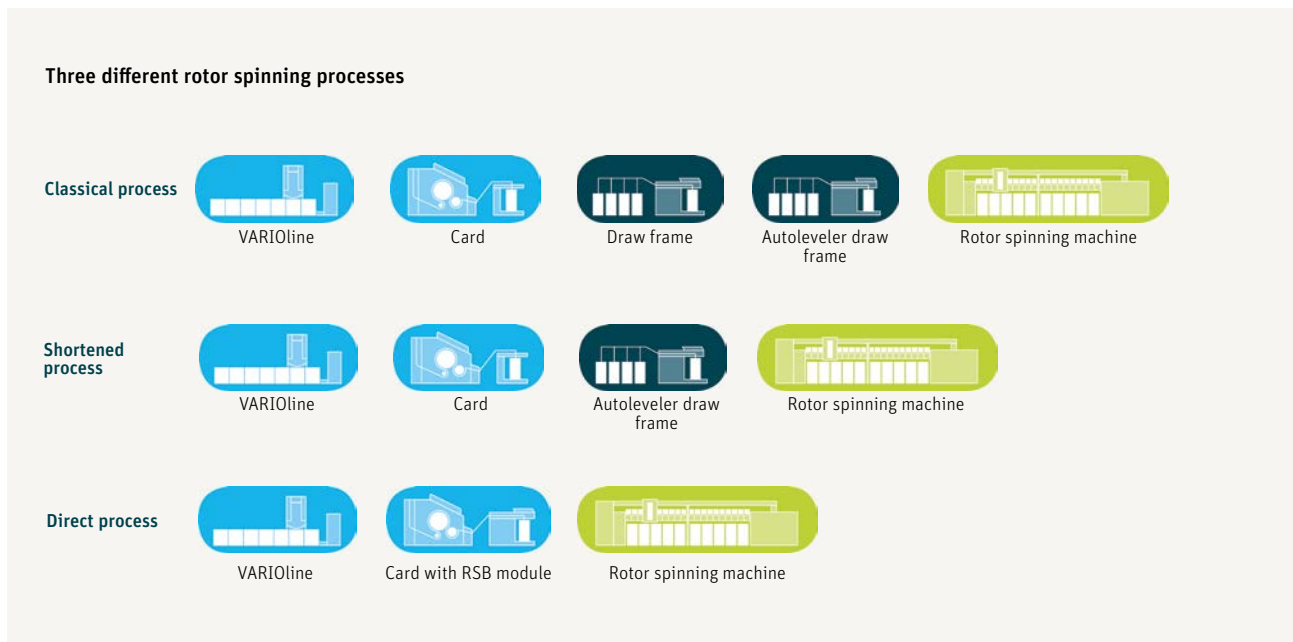 Three different rotor spinning processes
Classical process
VARIOline
Card
Draw frame
Autoleveler draw
frame
Rotor spinning machine
Shortened
process
VARIOline
Card
Autoleveler draw
frame
Rotor spinning machine
Direct process
VARIOline
Card with RSB module
Rotor spinning machine